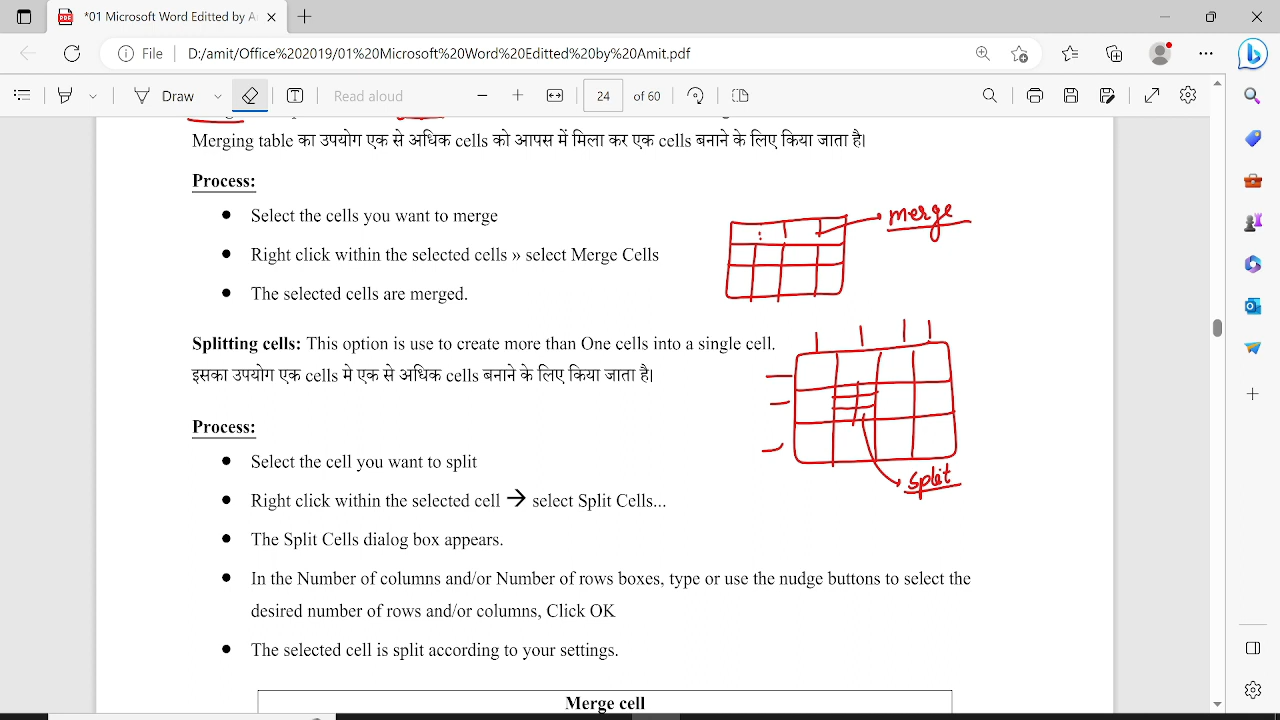 *01 Microsoft Word Editted by A
File
D:/amit/Office%202019/01%20Microsoft%20Word%20Editted%20by%20Amit.pdf
Draw
Read aloud
24
of 60
Merging table का उपयोग एक से अधिक cells को आपस में मिला कर एक cells बनाने के लिए किया जाता है।
Process:
Select the cells you want to merge
merge
Right click within the selected cells » select Merge Cells
The selected cells are merged.
Splitting cells: This option is use to create more than One cells into a single cell.
इसका उपयोग एक cells मे एक से अधिक cells बनाने के लिए किया जाता है।
Process:
Select the cell you want to split
split
Right click within the selected cell → select Split Cells...
The Split Cells dialog box appears.
In the Number of columns and/or Number of rows boxes, type or use the nudge buttons to select the
desired number of rows and/or columns, Click OK
The selected cell is split according to your settings.
Merge cell